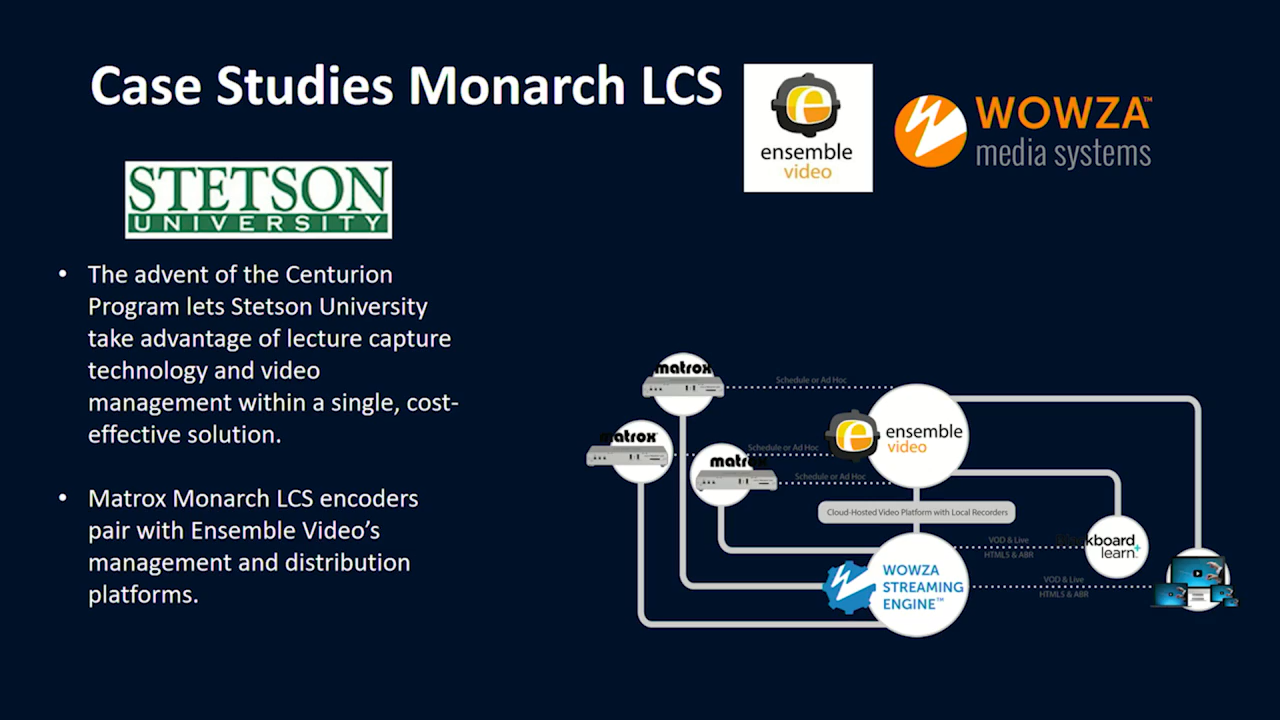 Case Studies Monarch LCS
ensemble
video
WOWZA™
media systems
STETSON
UNIVERSITY
• The advent of the Centurion
Program lets Stetson University
take advantage of lecture capture
technology and video
management within a single, cost-
effective solution.
• Matrox Monarch LCS encoders
pair with Ensemble Video’s
management and distribution
platforms.
matrox
Schedule or Ad Hoc
matrox
Schedule or Ad Hoc
matrox
Schedule or Ad Hoc
ensemble
video
Cloud-Hosted Video Platform with Local Recorders
VOD & Live
HTML5 & ABR
Blackboard
learn+
WOWZA
STREAMING
ENGINE™
VOD & Live
HTML5 & ABR